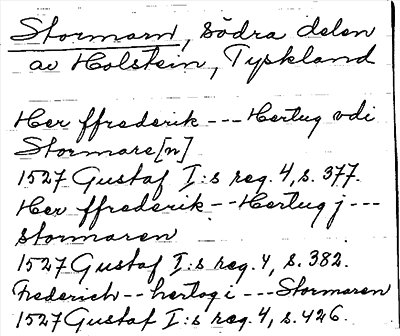 Stormarn, södra delen
av Holstein, Tyskland
Her ffrederik --- Hertug vdi
Stormare[n]
1527 Gustaf I:s reg. 4, s. 377.
Her ffrederik -- Hertug j ---
stormaren
1527 Gustaf I:s reg. 4, s. 382.
Frederich -- hertog i --- Stormaren
1527 Gustaf I:s reg. 4, s. 426.